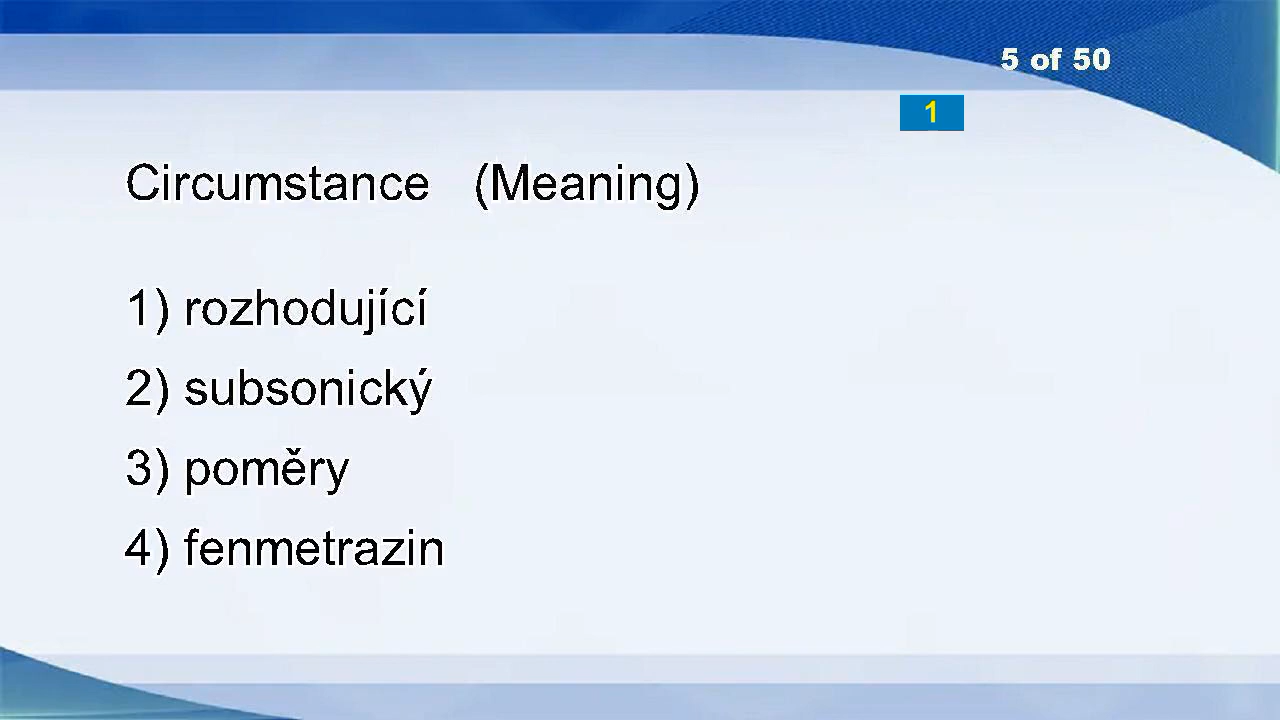 5 of 50
1
Circumstance (Meaning)
1) rozhodující
2) subsonický
3) poměry
4) fenmetrazin